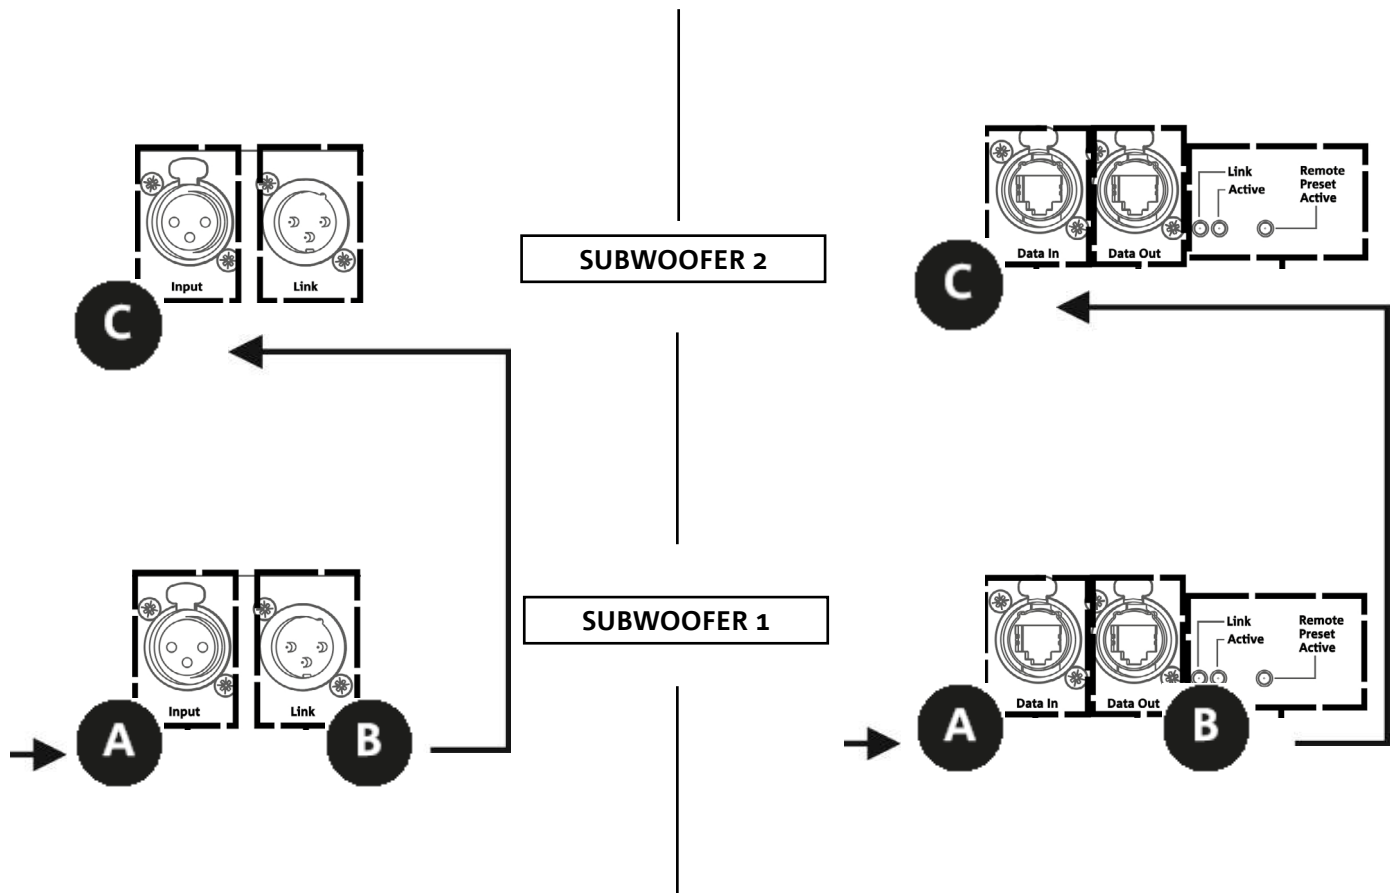 Input
Link
C
SUBWOOFER 2
Link
Active
Remote
Preset
Active
Data In
Data Out
C
SUBWOOFER 1
Input
Link
A
B
Link
Active
Remote
Preset
Active
Data In
Data Out
A
B